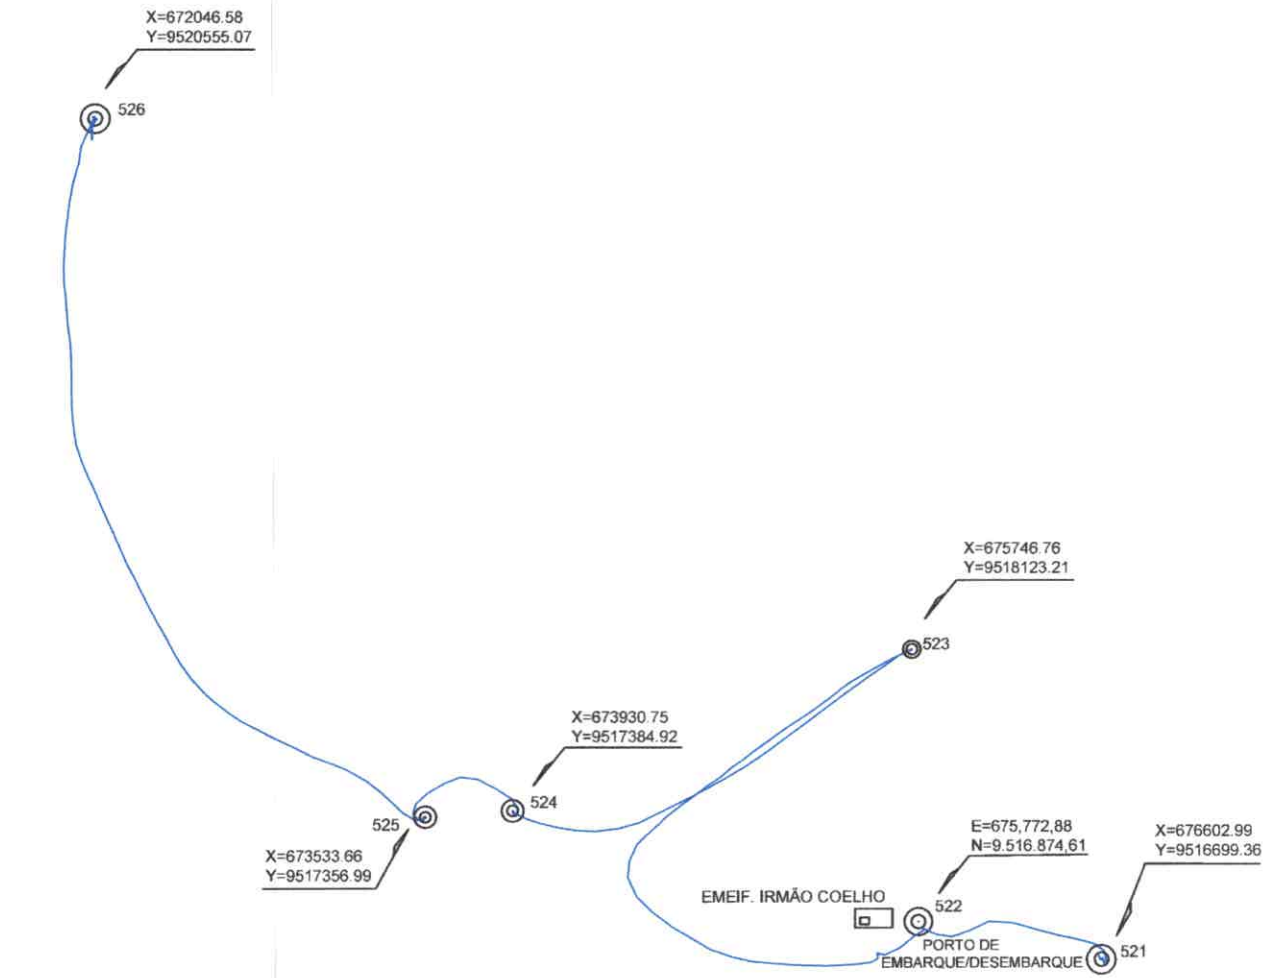 X=672046.58
Y=9520555.07
526
X=675746.76
Y=9518123.21
523
X=673930.75
Y=9517384.92
524
525
X=673533.66
Y=9517356.99
E=675,772,88
N=9.516.874,61
X=676602.99
Y=9516699.36
EMEIF. IRMÃO COELHO
522
PORTO DE
EMBARQUE/DESEMBARQUE
521